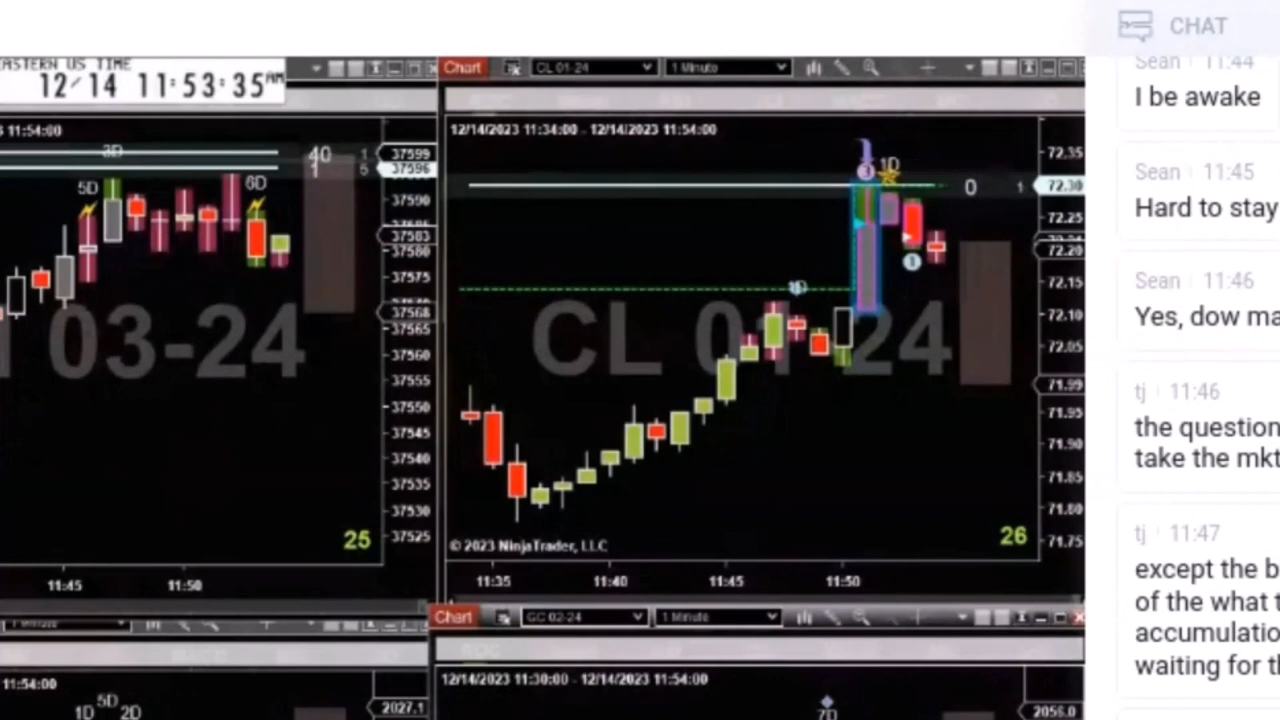 CHAT
EASTERN US TIME
12/14 11:53:35AM
Chart
CL 01-24
1 Minute
11:54:00
3D
5D
6D
40
1
1
5
37599
37596
37590
37583
37580
37575
37568
37565
37560
37555
37550
37545
37540
37535
37530
37525
03-24
25
11:45
11:50
12/14/2023 11:34:00 - 12/14/2023 11:54:00
3
1D
0
1
1
CL 01-24
72.35
72.30
72.25
72.20
72.15
72.10
72.05
71.99
71.95
71.90
71.85
71.80
71.75
26
© 2023 NinjaTrader, LLC
11:35
11:40
11:45
11:50
1 Minute
Chart
GC 02-24
1 Minute
11:54:00
5D
1D
2D
2027.1
12/14/2023 11:30:00 - 12/14/2023 11:54:00
7D
2056.0
Sean 11:44
I be awake
Sean 11:45
Hard to stay
Sean 11:46
Yes, dow ma
tj 11:46
the question
take the mkt
tj 11:47
except the b
of the what t
accumulatio
waiting for th